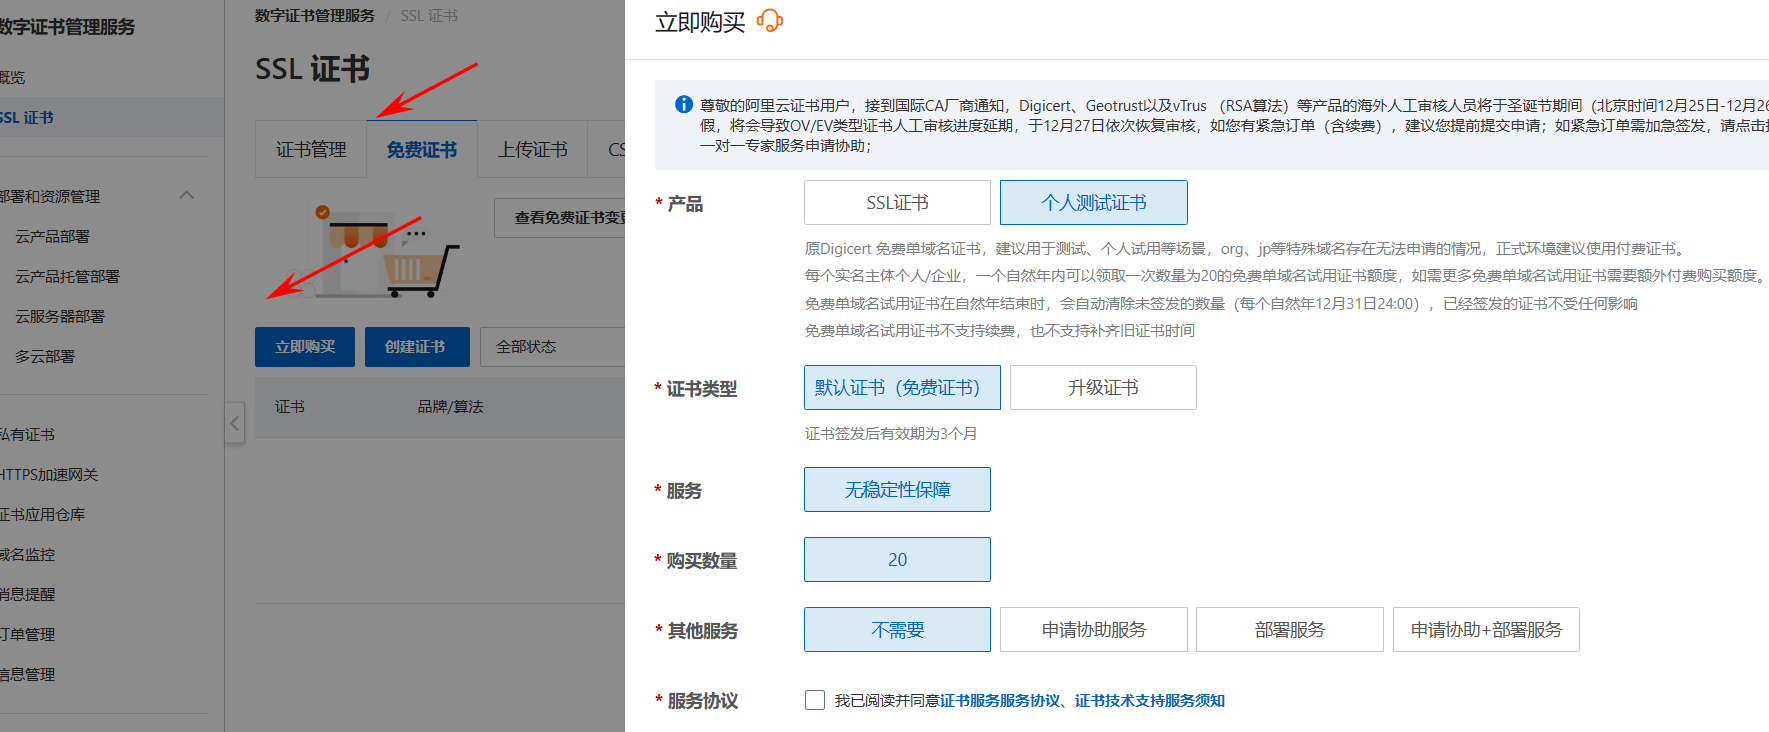 数字证书管理服务
概览
SSL 证书
部署和资源管理
云产品部署
云产品托管部署
云服务器部署
多云部署
私有证书
HTTPS加速网关
证书应用仓库
域名监控
消息提醒
订单管理
信息管理
数字证书管理服务 / SSL 证书
SSL 证书
证书管理 免费证书 上传证书 CS
查看免费证书变更
立即购买 创建证书 全部状态
证书 品牌/算法
立即购买
尊敬的阿里云证书用户，接到国际CA厂商通知，Digicert、Geotrust以及vTrus （RSA算法）等产品的海外人工审核人员将于圣诞节期间（北京时间12月25日-12月26
假，将会导致OV/EV类型证书人工审核进度延期，于12月27日依次恢复审核，如您有紧急订单（含续费），建议您提前提交申请；如紧急订单需加急签发，请点击
一对一专家服务申请协助；
* 产品 SSL证书 个人测试证书
原Digicert 免费单域名证书，建议用于测试、个人试用等场景，org、jp等特殊域名存在无法申请的情况，正式环境建议使用付费证书。
每个实名主体个人/企业，一个自然年内可以领取一次数量为20的免费单域名试用证书额度，如需更多免费单域名试用证书需要额外付费购买额度。
免费单域名试用证书在自然年结束时，会自动清除未签发的数量（每个自然年12月31日24:00），已经签发的证书不受任何影响
免费单域名试用证书不支持续费，也不支持补齐旧证书时间
* 证书类型 默认证书（免费证书） 升级证书
证书签发后有效期为3个月
* 服务 无稳定性保障
* 购买数量 20
* 其他服务 不需要 申请协助服务 部署服务 申请协助+部署服务
* 服务协议 我已阅读并同意证书服务服务协议、证书技术支持服务须知